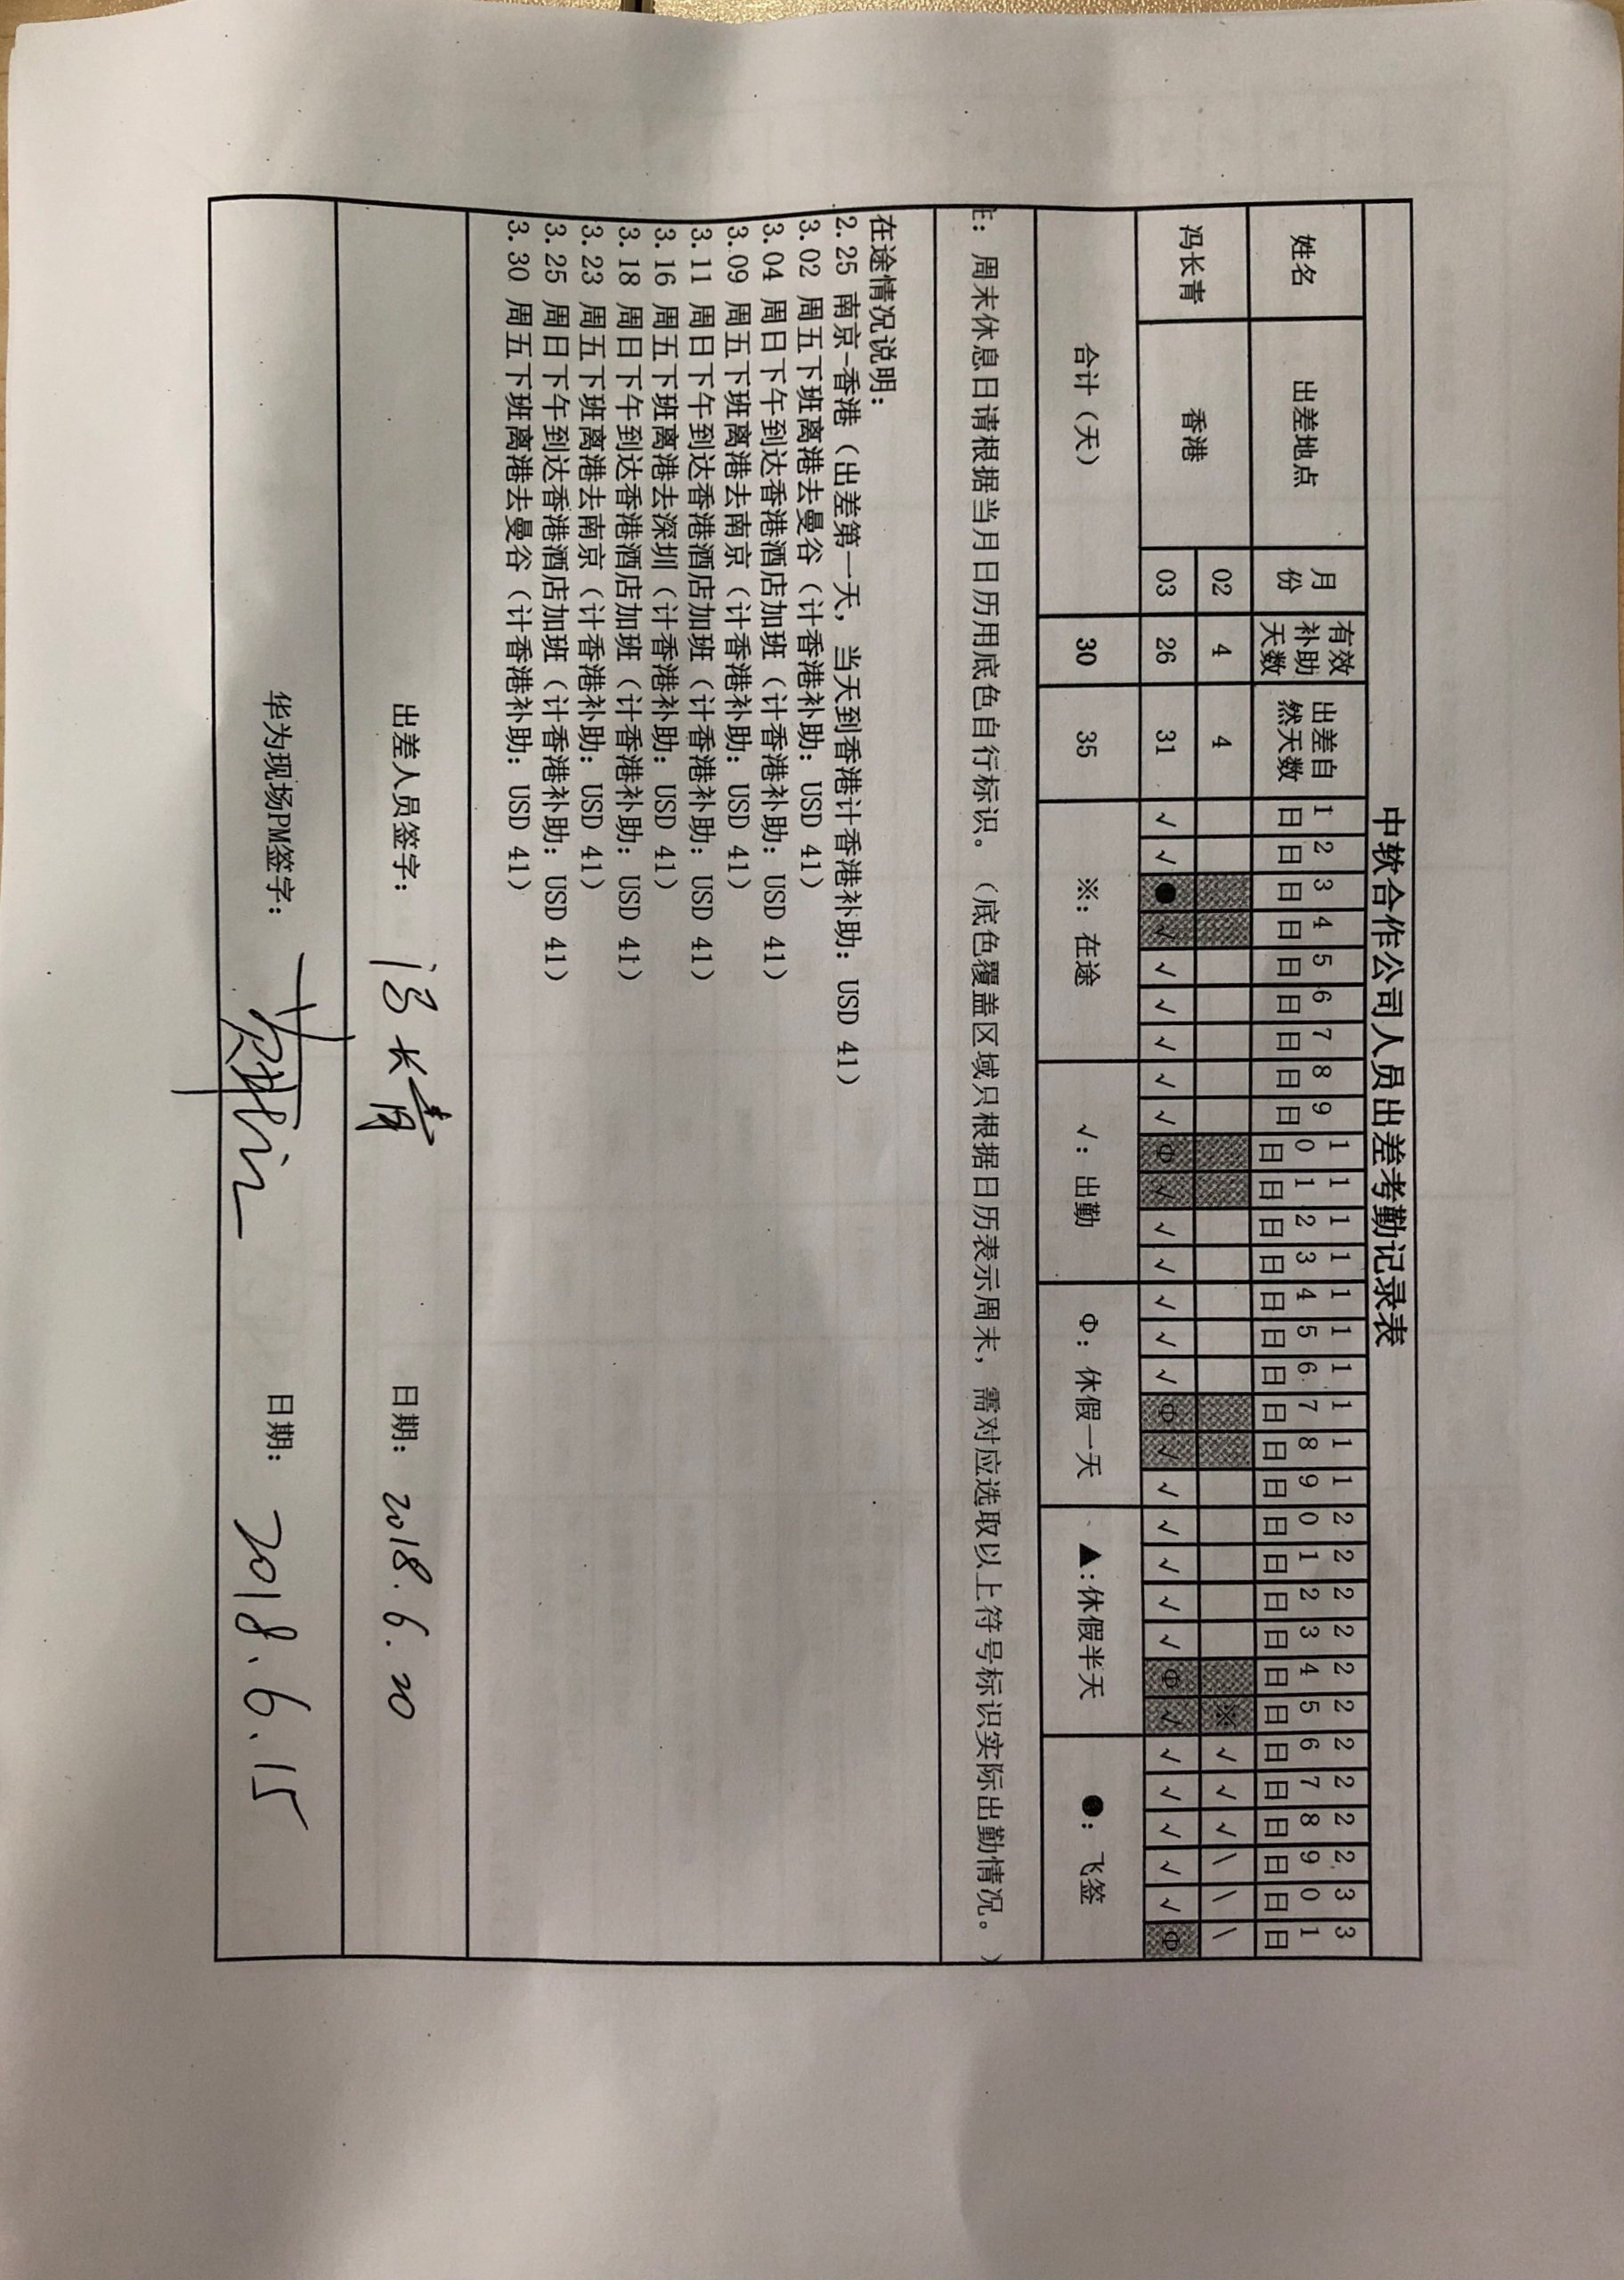 中软合作公司人员出差考勤记录表
姓名 出差地点 月份 有效补助天数 出差自然天数 1日 2日 3日 4日 5日 6日 7日 8日 9日 10日 11日 12日 13日 14日 15日 16日 17日 18日 19日 20日 21日 22日 23日 24日 25日 26日 27日 28日 29日 30日 31日
冯长青 香港 02 4 4 ※ √ √ √ \ \ \
03 26 31 √ √ ● √ √ √ √ √ √ Φ √ √ √ √ √ √ Φ √ √ √ √ √ √ Φ √ √ √ √ √ √ Φ
合计(天) 30 35 ※: 在途 √: 出勤 Φ: 休假一天 ▲:休假半天 ●: 飞签
注: 周末休息日请根据当月日历用底色自行标识。(底色覆盖区域只根据日历表示周末, 需对应选取以上符号标识实际出勤情况。)
在途情况说明:
2.25 南京-香港 (出差第一天, 当天到香港计香港补助: USD 41)
3.02 周五下班离港去曼谷 (计香港补助: USD 41)
3.04 周日下午到达香港酒店加班 (计香港补助: USD 41)
3.09 周五下班离港去南京 (计香港补助: USD 41)
3.11 周日下午到达香港酒店加班 (计香港补助: USD 41)
3.16 周五下班离港去深圳 (计香港补助: USD 41)
3.18 周日下午到达香港酒店加班 (计香港补助: USD 41)
3.23 周五下班离港去南京 (计香港补助: USD 41)
3.25 周日下午到达香港酒店加班 (计香港补助: USD 41)
3.30 周五下班离港去曼谷 (计香港补助: USD 41)
出差人员签字: 冯长青 日期: 2018.6.20
华为现场PM签字: 日期: 2018.6.15